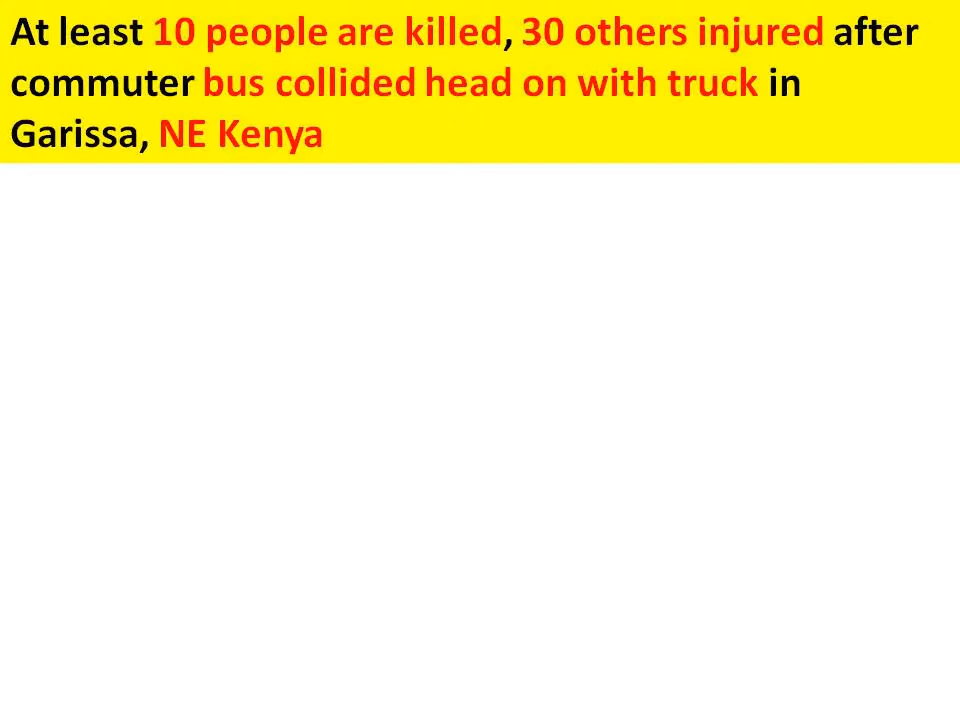 At least 10 people are killed, 30 others injured after
commuter bus collided head on with truck in
Garissa, NE Kenya